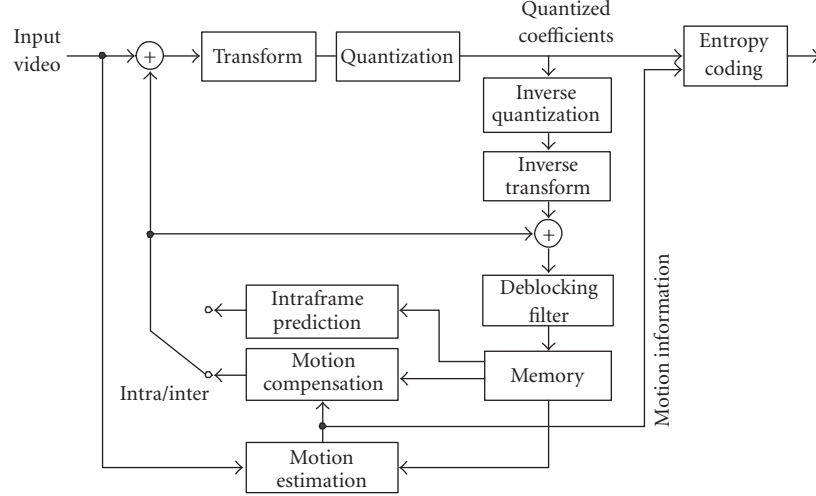 Input
video
+
Transform
Quantization
Quantized
coefficients
Entropy
coding
Inverse
quantization
Inverse
transform
+
Deblocking
filter
Intraframe
prediction
Motion
compensation
Memory
Intra/inter
Motion
estimation
Motion information